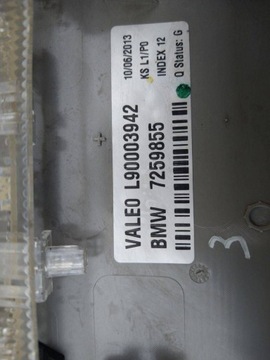 VALEO L90003942
BMW 7259855
10/06/2013
KS L1/P0
INDEX 12
Q Status: G
3